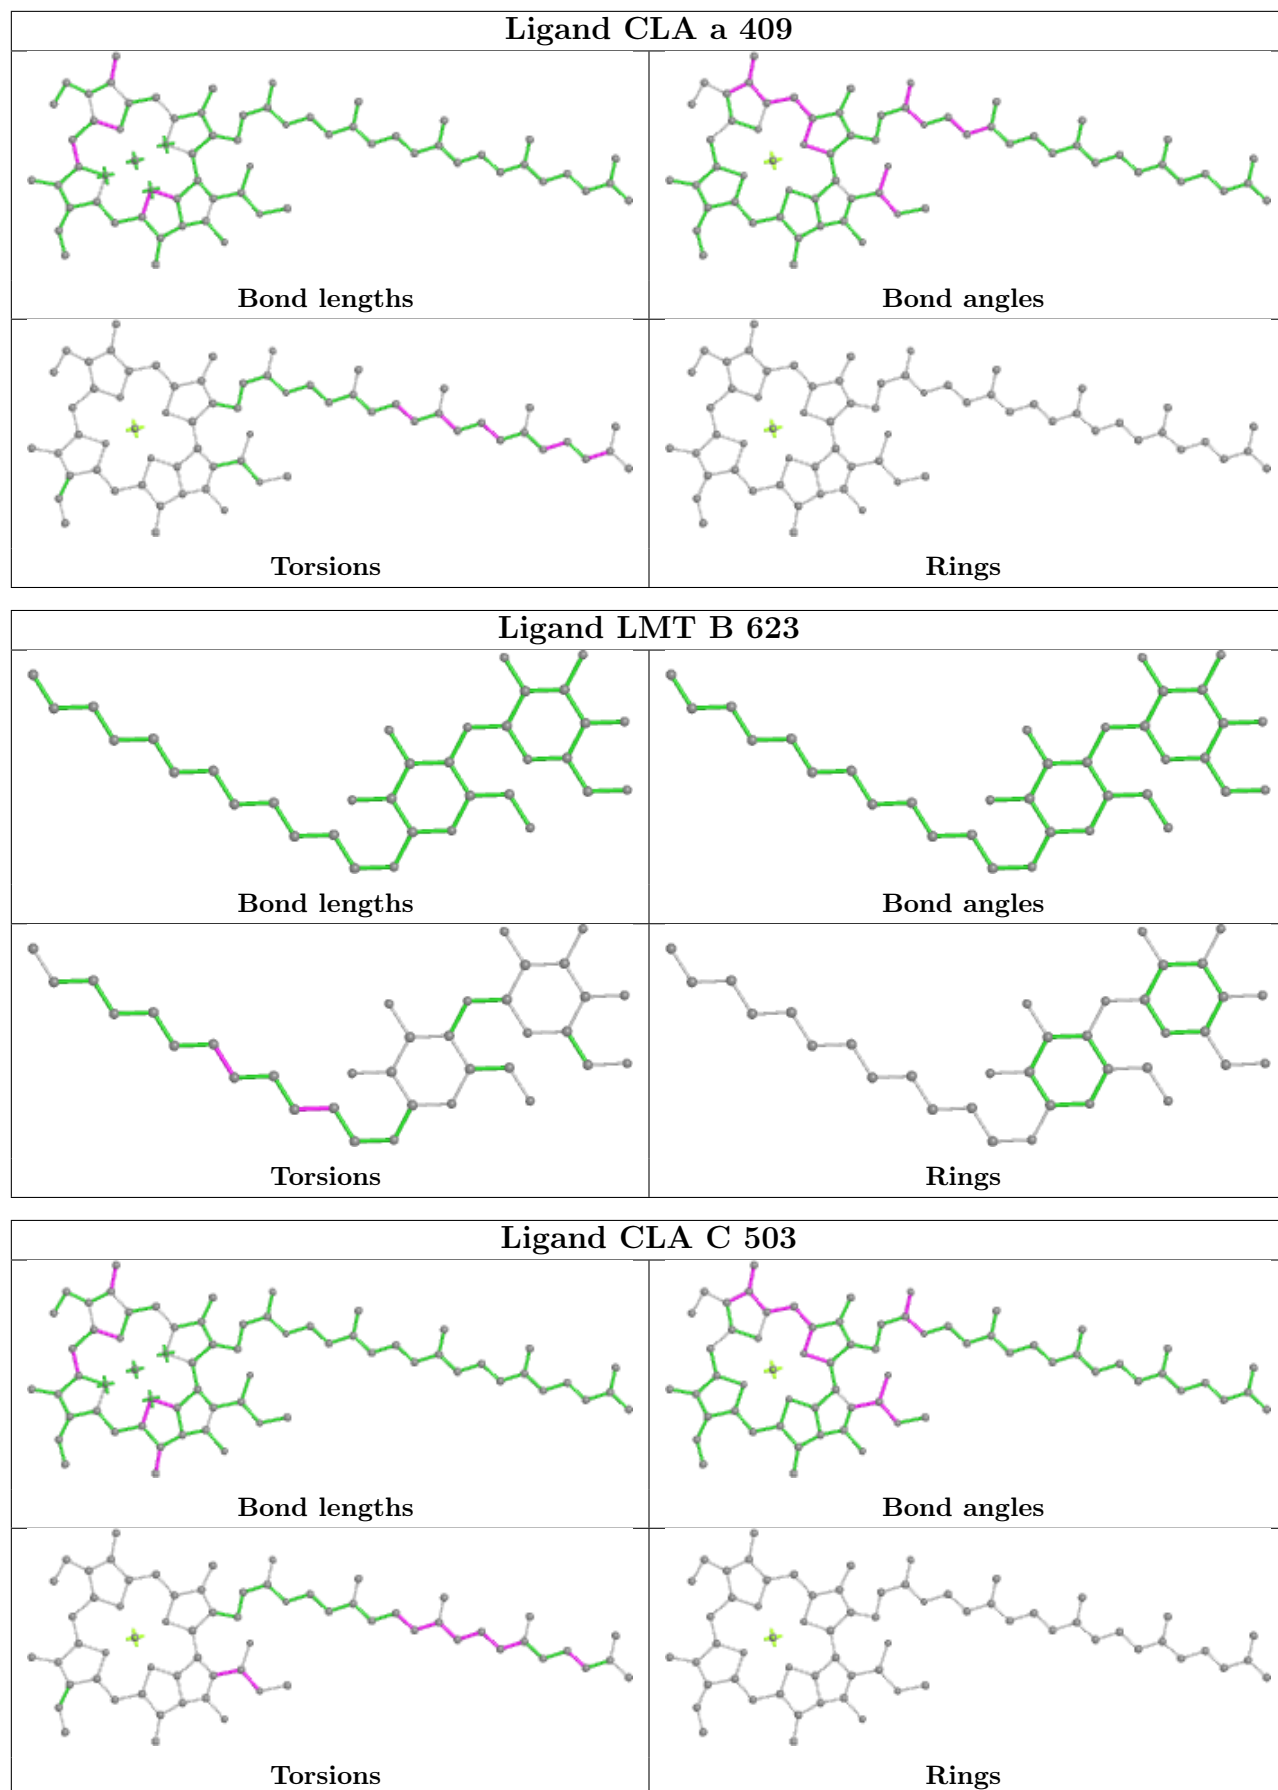 Ligand CLA a 409
Bond lengths
Bond angles
Torsions
Rings
Ligand LMT B 623
Bond lengths
Bond angles
Torsions
Rings
Ligand CLA C 503
Bond lengths
Bond angles
Torsions
Rings